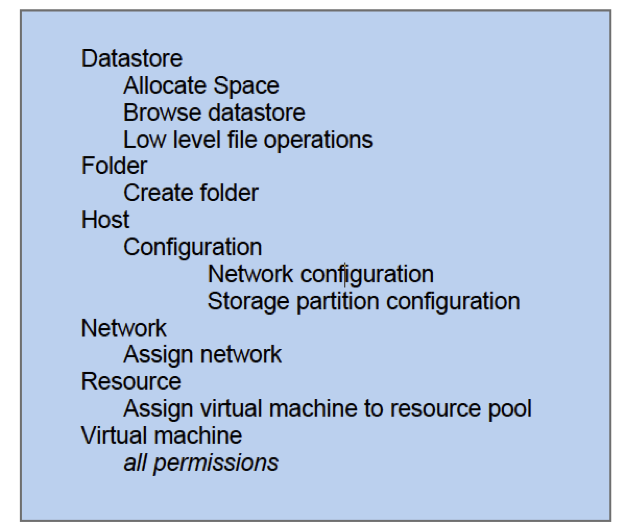 Datastore
Allocate Space
Browse datastore
Low level file operations
Folder
Create folder
Host
Configuration
Network configuration
Storage partition configuration
Network
Assign network
Resource
Assign virtual machine to resource pool
Virtual machine
all permissions